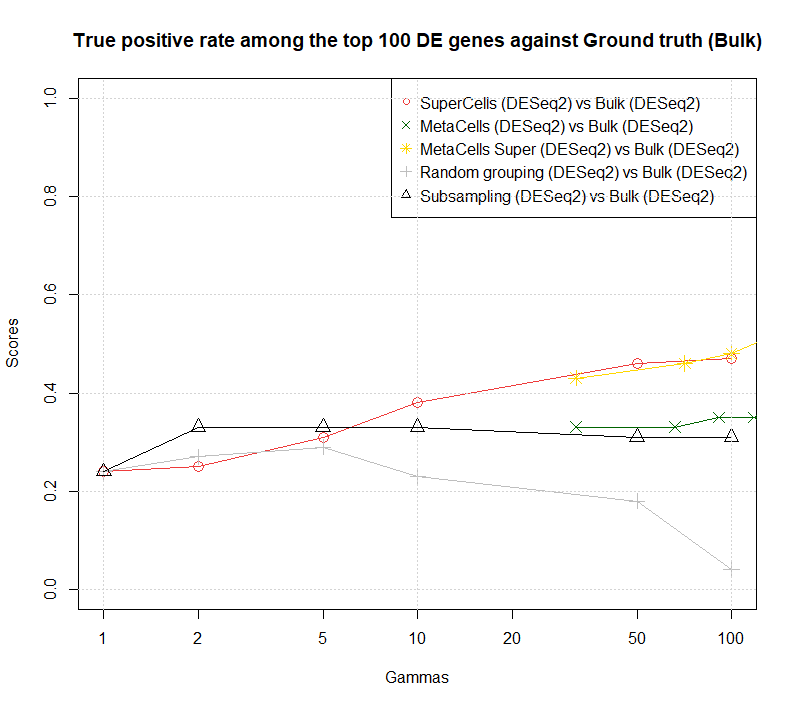 True positive rate among the top 100 DE genes against Ground truth (Bulk)
SuperCells (DESeq2) vs Bulk (DESeq2)
MetaCells (DESeq2) vs Bulk (DESeq2)
MetaCells Super (DESeq2) vs Bulk (DESeq2)
Random grouping (DESeq2) vs Bulk (DESeq2)
Subsampling (DESeq2) vs Bulk (DESeq2)
Scores
1.0
0.8
0.6
0.4
0.2
0.0
1 2 5 10 20 50 100
Gammas